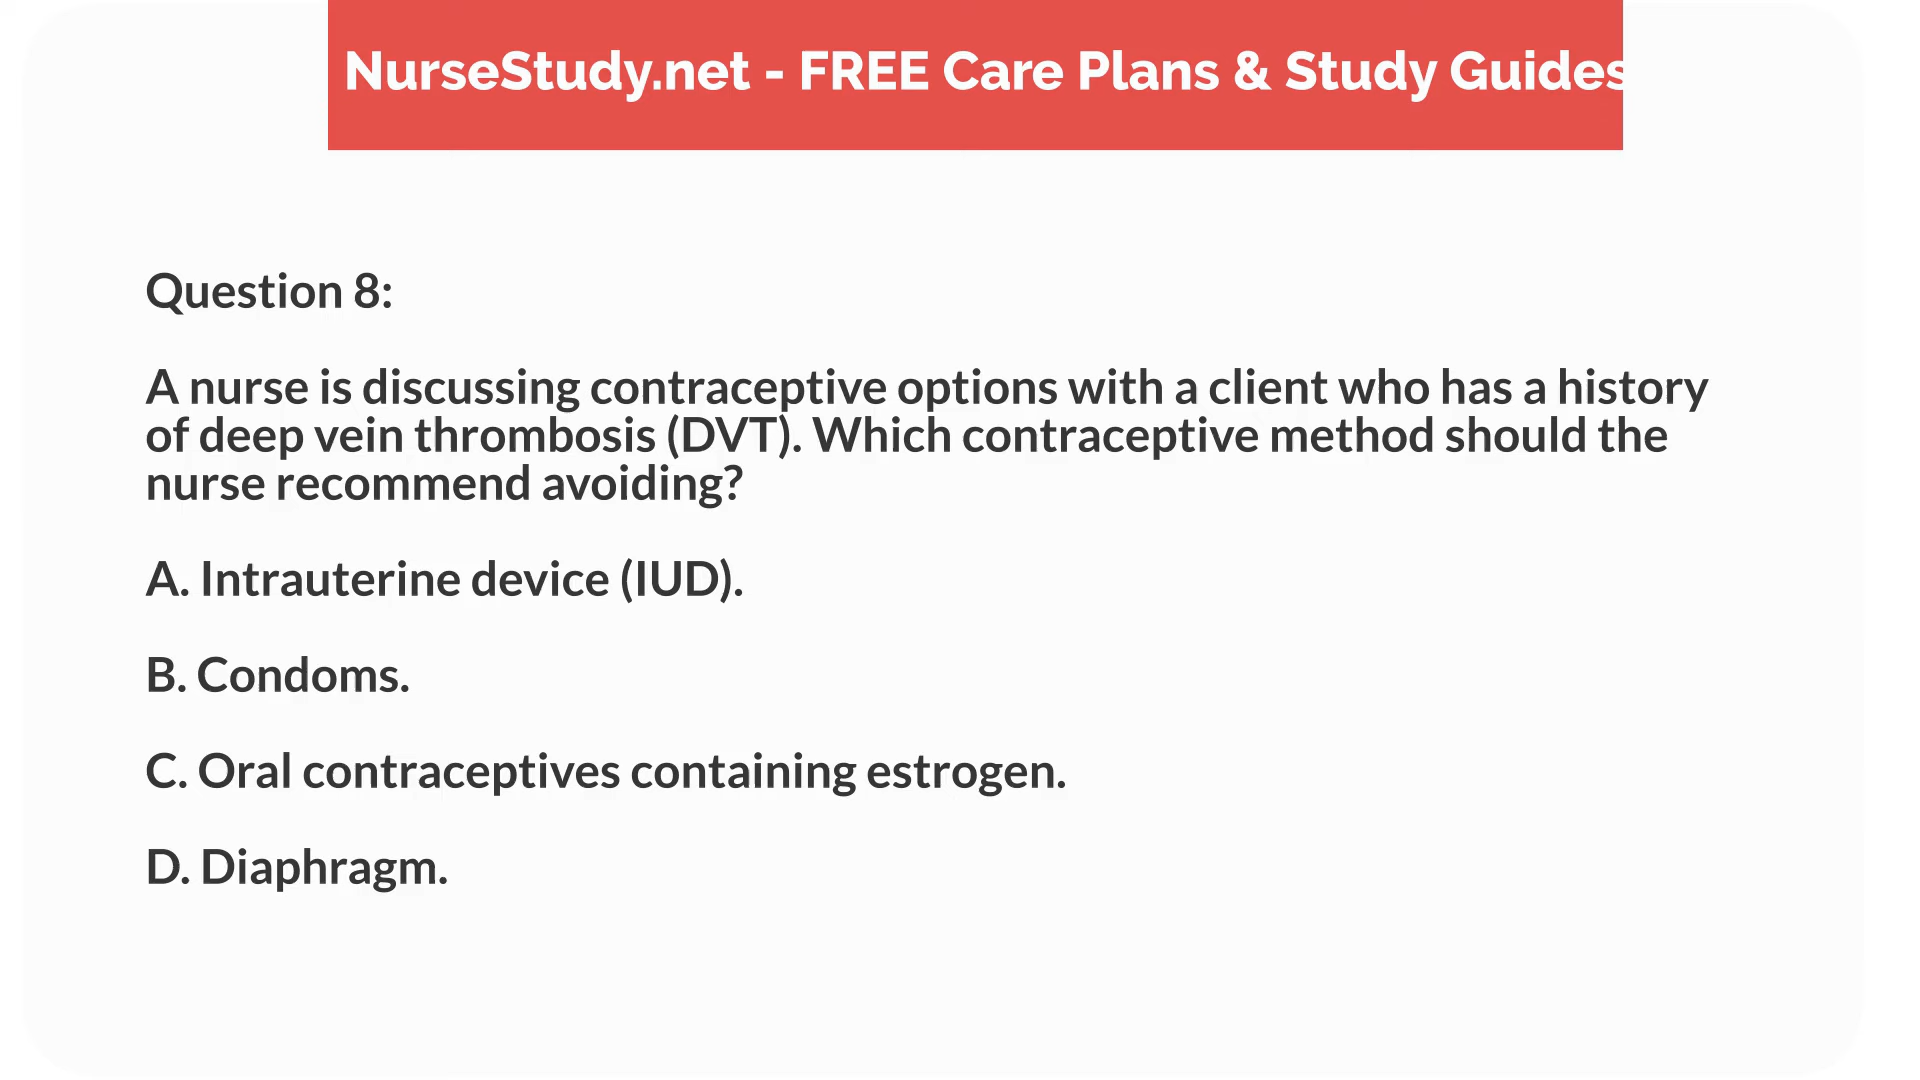 NurseStudy.net - FREE Care Plans & Study Guides
Question 8:
A nurse is discussing contraceptive options with a client who has a history
of deep vein thrombosis (DVT). Which contraceptive method should the
nurse recommend avoiding?
A. Intrauterine device (IUD).
B. Condoms.
C. Oral contraceptives containing estrogen.
D. Diaphragm.